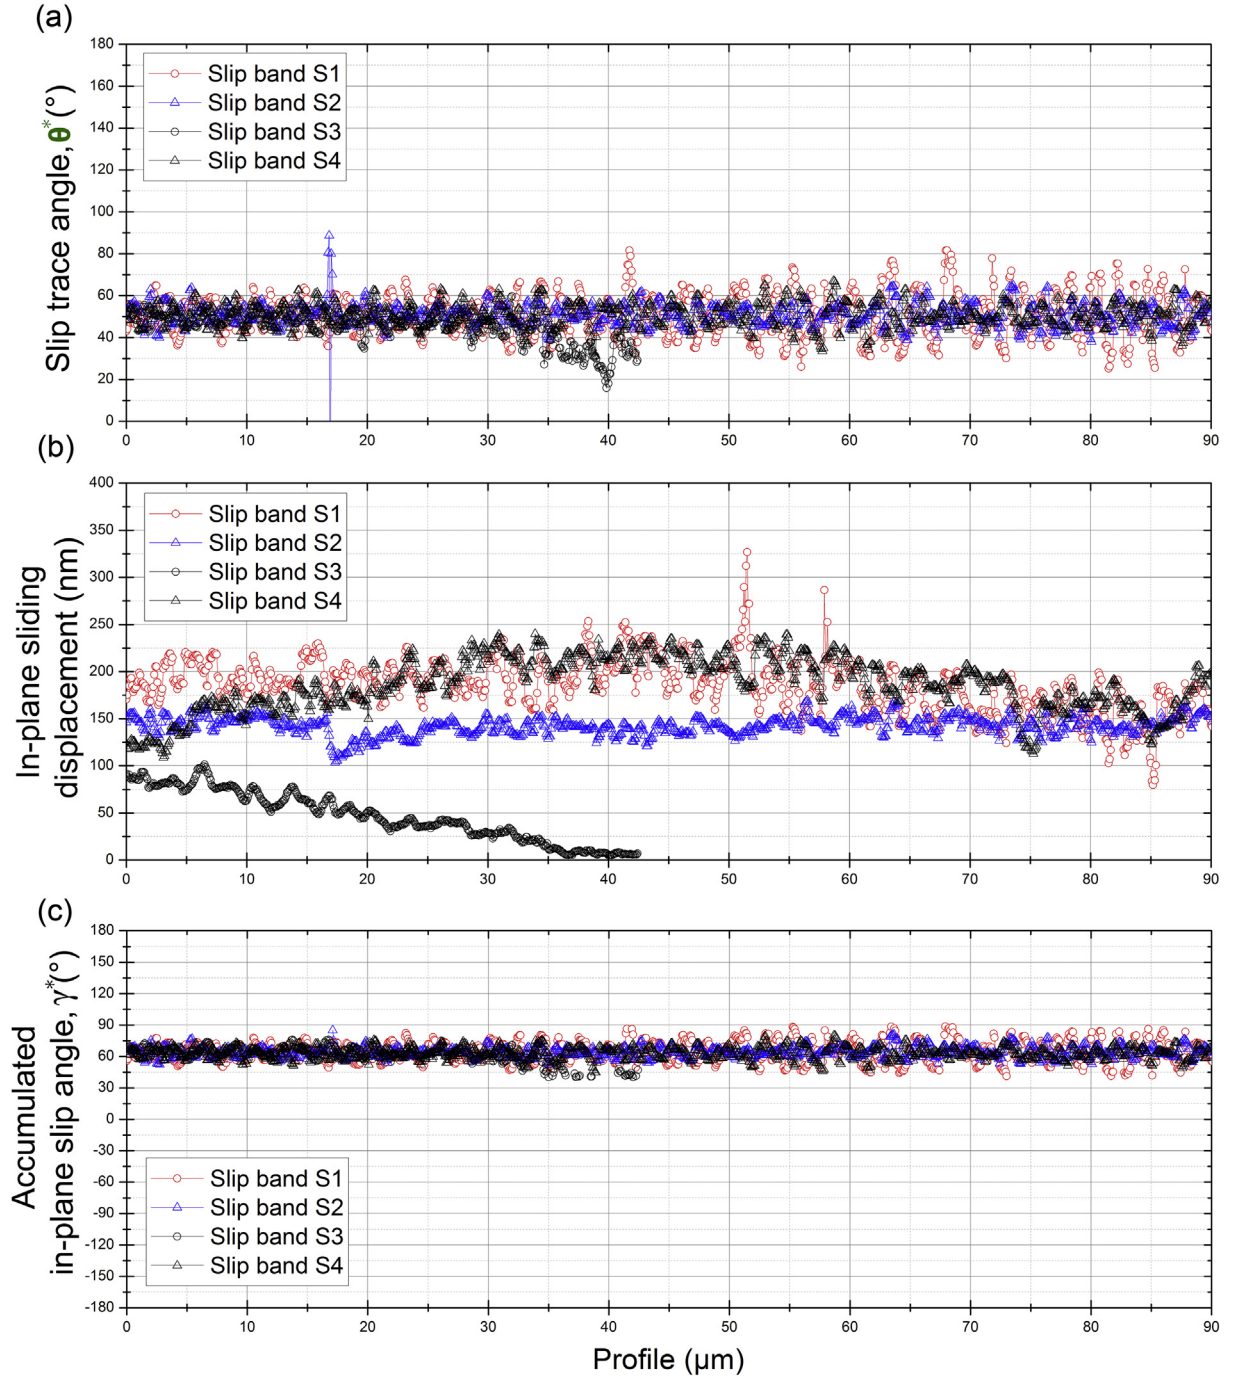 (a)
180
160
140
120
100
80
60
40
20
0
Slip trace angle, θ*(°)
Slip band S1
Slip band S2
Slip band S3
Slip band S4
0 10 20 30 40 50 60 70 80 90
(b)
400
350
300
250
200
150
100
50
0
In-plane sliding
displacement (nm)
Slip band S1
Slip band S2
Slip band S3
Slip band S4
0 10 20 30 40 50 60 70 80 90
(c)
180
150
120
90
60
30
0
-30
-60
-90
-120
-150
-180
Accumulated
in-plane slip angle, γ*(°)
Slip band S1
Slip band S2
Slip band S3
Slip band S4
0 10 20 30 40 50 60 70 80 90
Profile (μm)